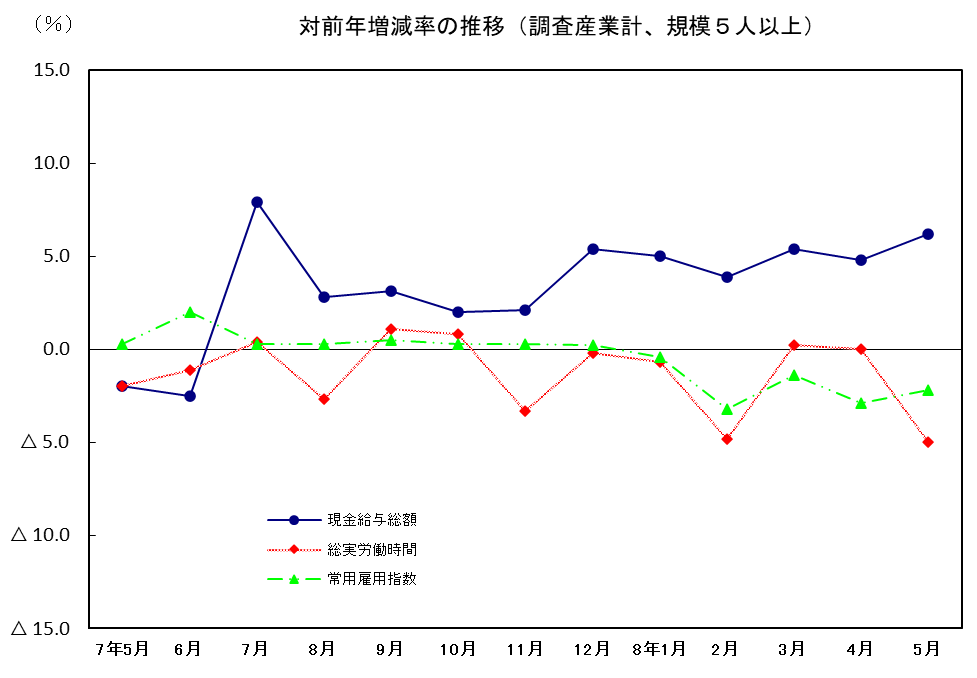 （％）
対前年増減率の推移（調査産業計、規模５人以上）
15.0
10.0
5.0
0.0
△ 5.0
△ 10.0
△ 15.0
現金給与総額
総実労働時間
常用雇用指数
7年5月 6月 7月 8月 9月 10月 11月 12月 8年1月 2月 3月 4月 5月